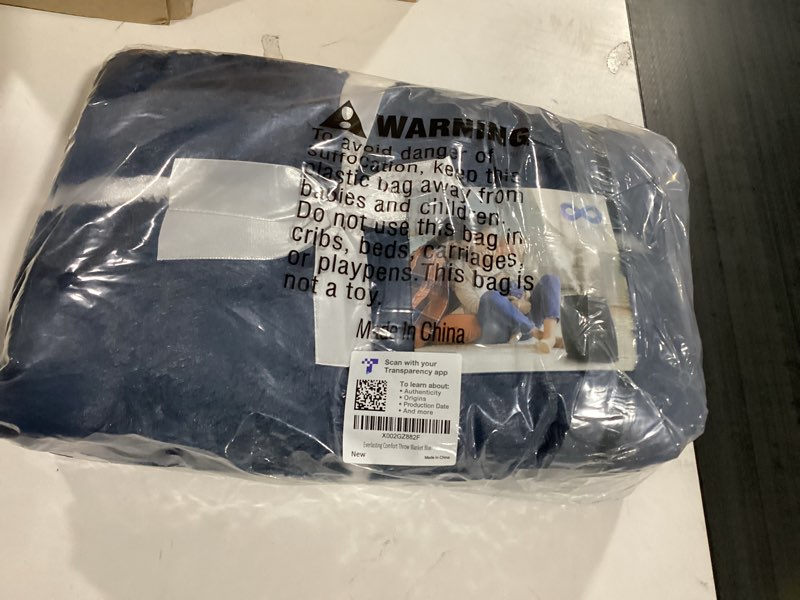 WARNING
To avoid danger of
suffocation, keep this
plastic bag away from
babies and children.
Do not use this bag in
cribs, beds, carriages,
or playpens. This bag is
not a toy.
Made In China
Scan with your
Transparency app
To learn about:
• Authenticity
• Origins
• Production Date
• And more
X002GZ882F
Everlasting Comfort Throw Blanket Blue
New
Made In China